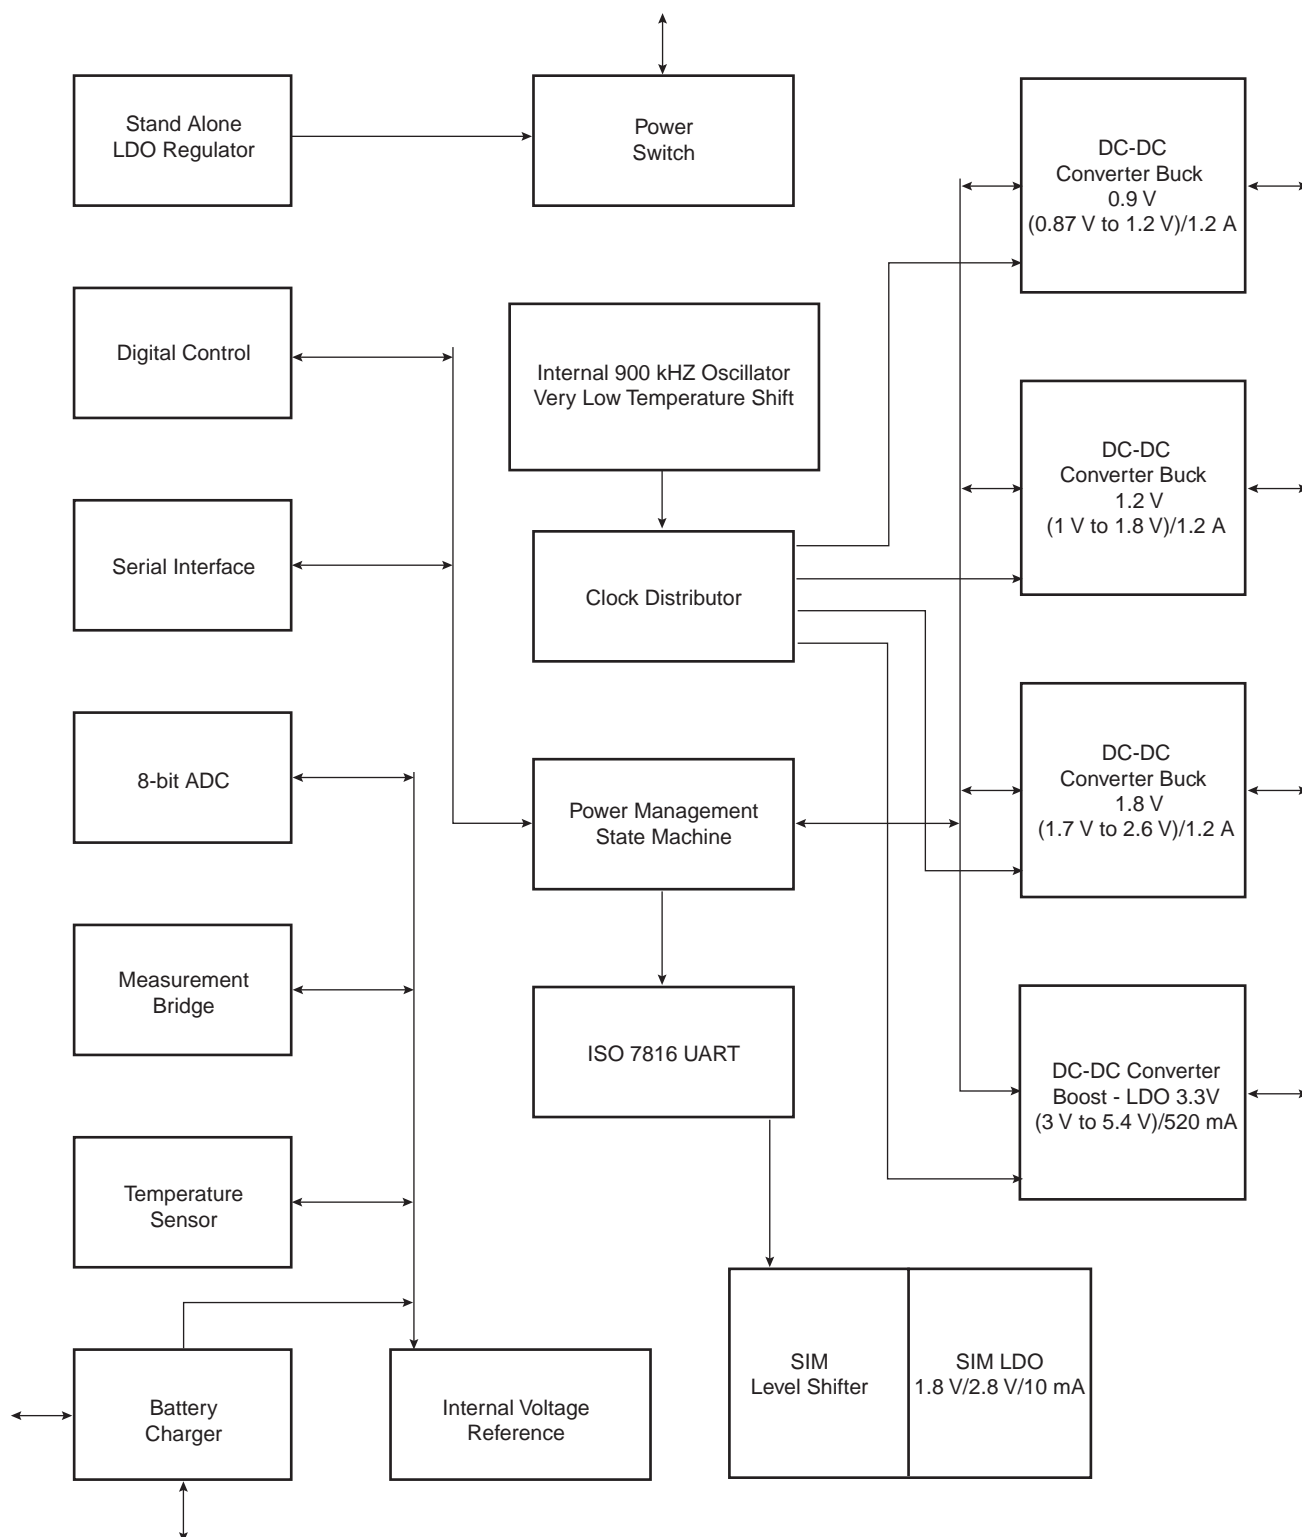 Stand Alone
LDO Regulator
Power
Switch
DC-DC
Converter Buck
0.9 V
(0.87 V to 1.2 V)/1.2 A
Digital Control
Internal 900 kHZ Oscillator
Very Low Temperature Shift
DC-DC
Converter Buck
1.2 V
(1 V to 1.8 V)/1.2 A
Serial Interface
Clock Distributor
8-bit ADC
Power Management
State Machine
DC-DC
Converter Buck
1.8 V
(1.7 V to 2.6 V)/1.2 A
Measurement
Bridge
ISO 7816 UART
DC-DC Converter
Boost - LDO 3.3V
(3 V to 5.4 V)/520 mA
Temperature
Sensor
Battery
Charger
Internal Voltage
Reference
SIM
Level Shifter
SIM LDO
1.8 V/2.8 V/10 mA